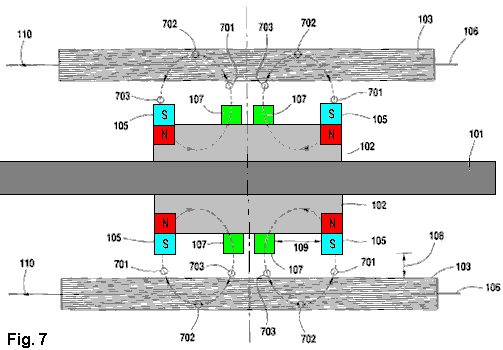 702 703 702
110 701 103 106
703 107 107 701
105 S S 105
N N 102
101
102
N N
105 S 107 109 S 105 108
107
701 703 701 103
110
106
702 703 702
Fig. 7